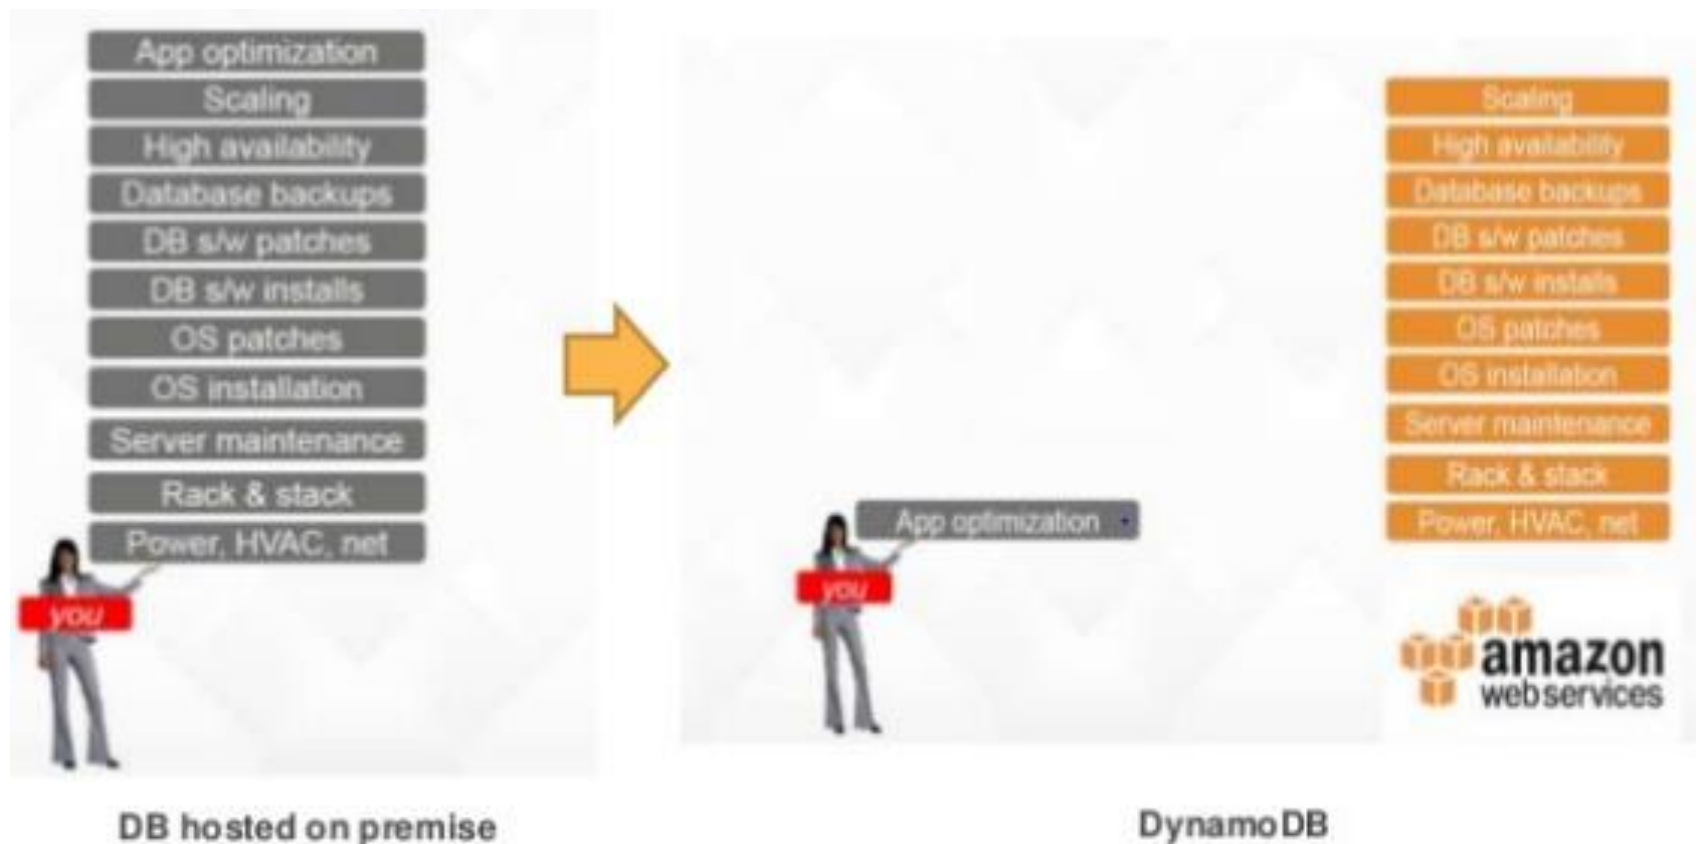 App optimization
Scaling
High availability
Database backups
DB s/w patches
DB s/w installs
OS patches
OS installation
Server maintenance
Rack & stack
Power, HVAC, net
you
DB hosted on premise
App optimization
you
Scaling
High availability
Database backups
DB s/w patches
DB s/w installs
OS patches
OS installation
Server maintenance
Rack & stack
Power, HVAC, net
amazon
webservices
DynamoDB